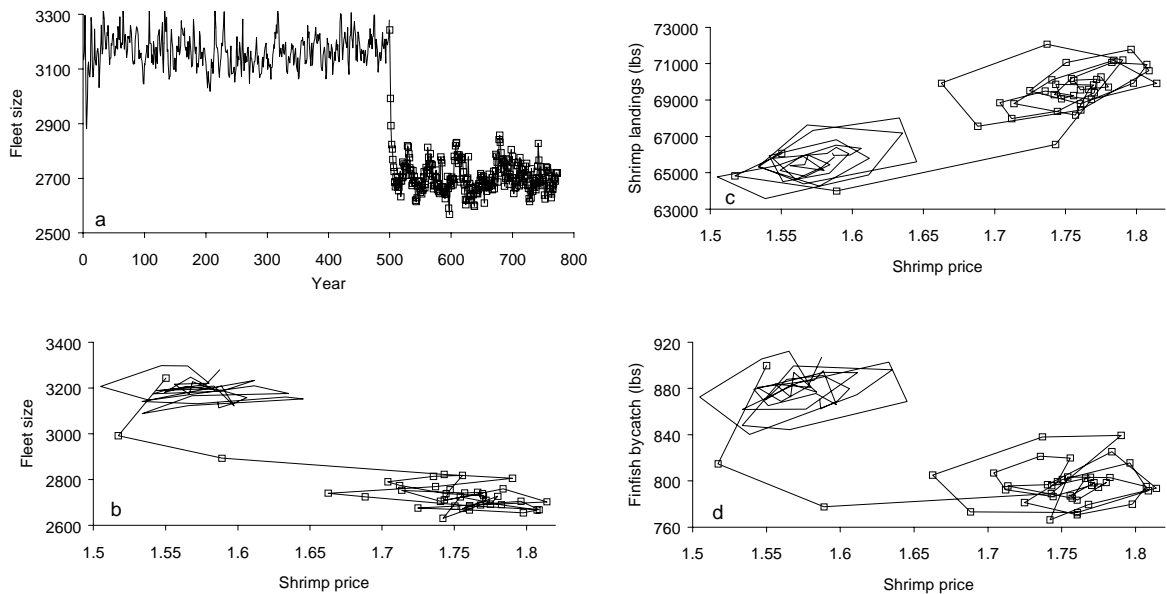 3300
3100
2900
2700
2500
Fleet size
a
0 100 200 300 400 500 600 700 800
Year
73000
71000
69000
67000
65000
63000
Shrimp landings (lbs)
c
1.5 1.55 1.6 1.65 1.7 1.75 1.8
Shrimp price
3400
3200
3000
2800
2600
Fleet size
b
1.5 1.55 1.6 1.65 1.7 1.75 1.8
Shrimp price
920
880
840
800
760
Finfish bycatch (lbs)
d
1.5 1.55 1.6 1.65 1.7 1.75 1.8
Shrimp price